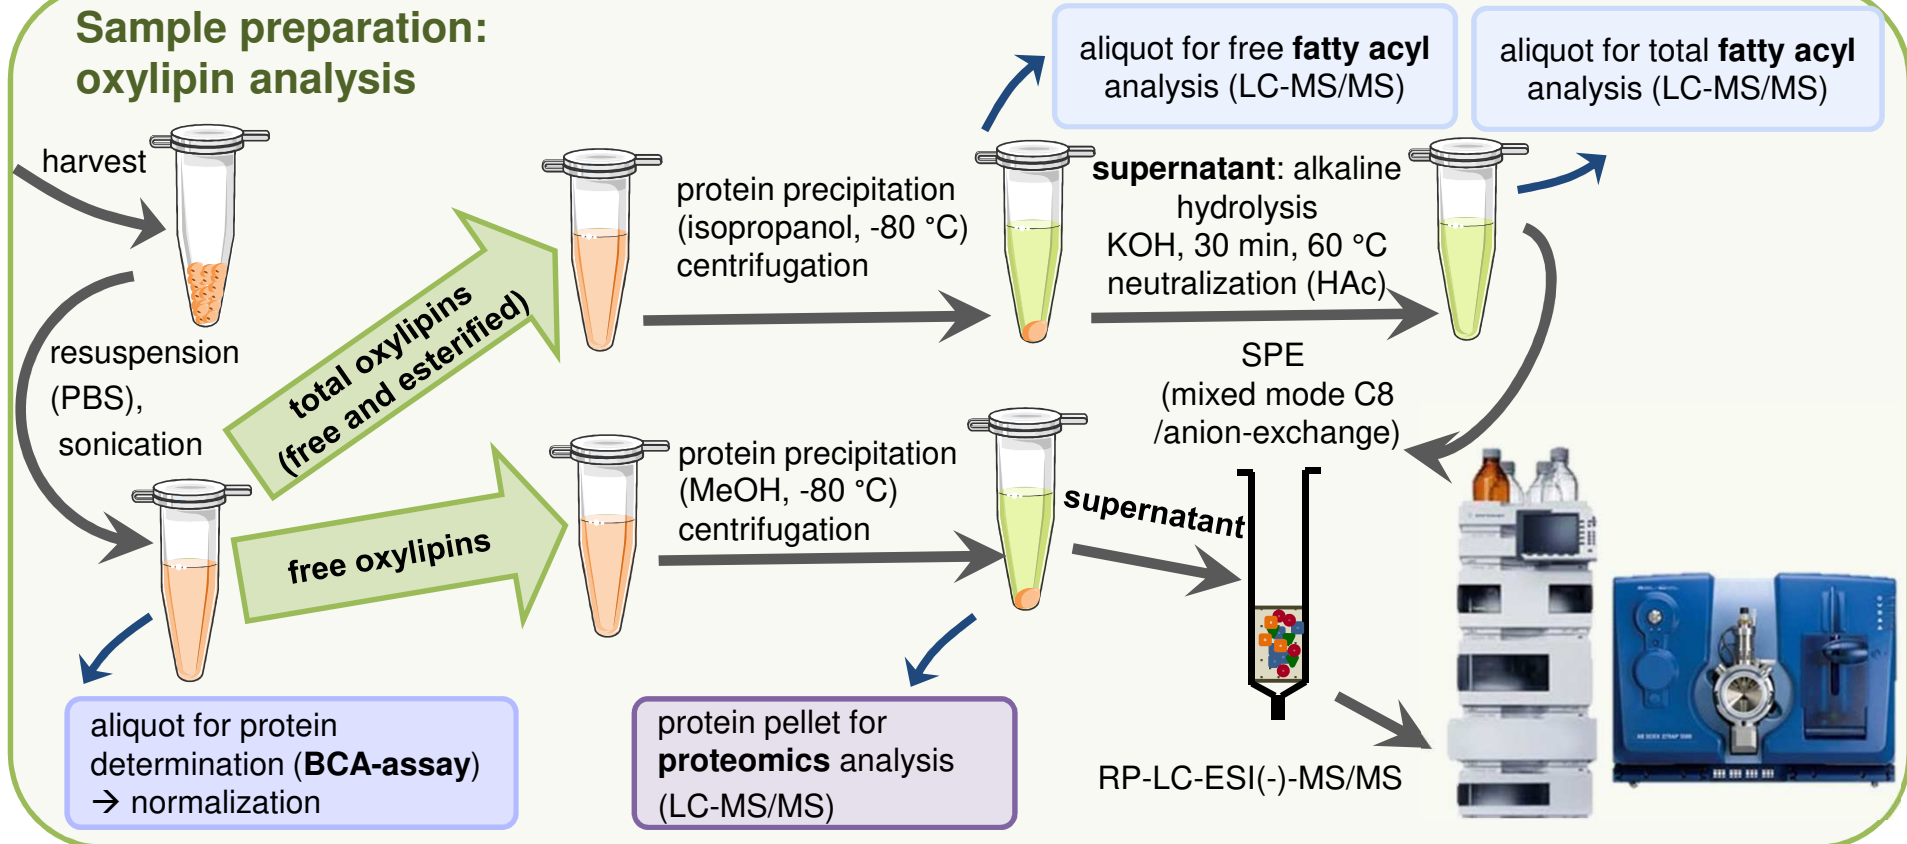 Sample preparation:
oxylipin analysis
harvest
resuspension
(PBS),
sonication
total oxylipins
(free and esterified)
free oxylipins
aliquot for protein
determination (BCA-assay)
→ normalization
protein precipitation
(isopropanol, -80 °C)
centrifugation
protein precipitation
(MeOH, -80 °C)
centrifugation
protein pellet for
proteomics analysis
(LC-MS/MS)
aliquot for free fatty acyl
analysis (LC-MS/MS)
supernatant: alkaline
hydrolysis
KOH, 30 min, 60 °C
neutralization (HAc)
aliquot for total fatty acyl
analysis (LC-MS/MS)
SPE
(mixed mode C8
/anion-exchange)
supernatant
RP-LC-ESI(-)-MS/MS